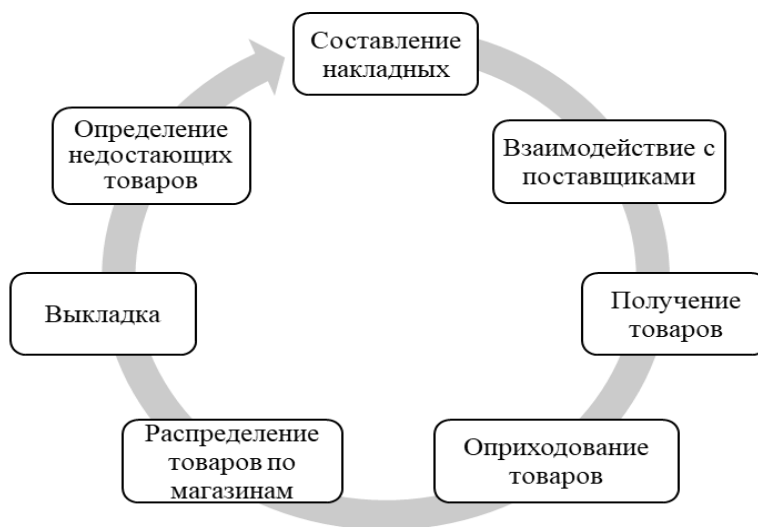 Составление
накладных
Взаимодействие с
поставщиками
Получение
товаров
Оприходование
товаров
Распределение
товаров по
магазинам
Выкладка
Определение
недостающих
товаров